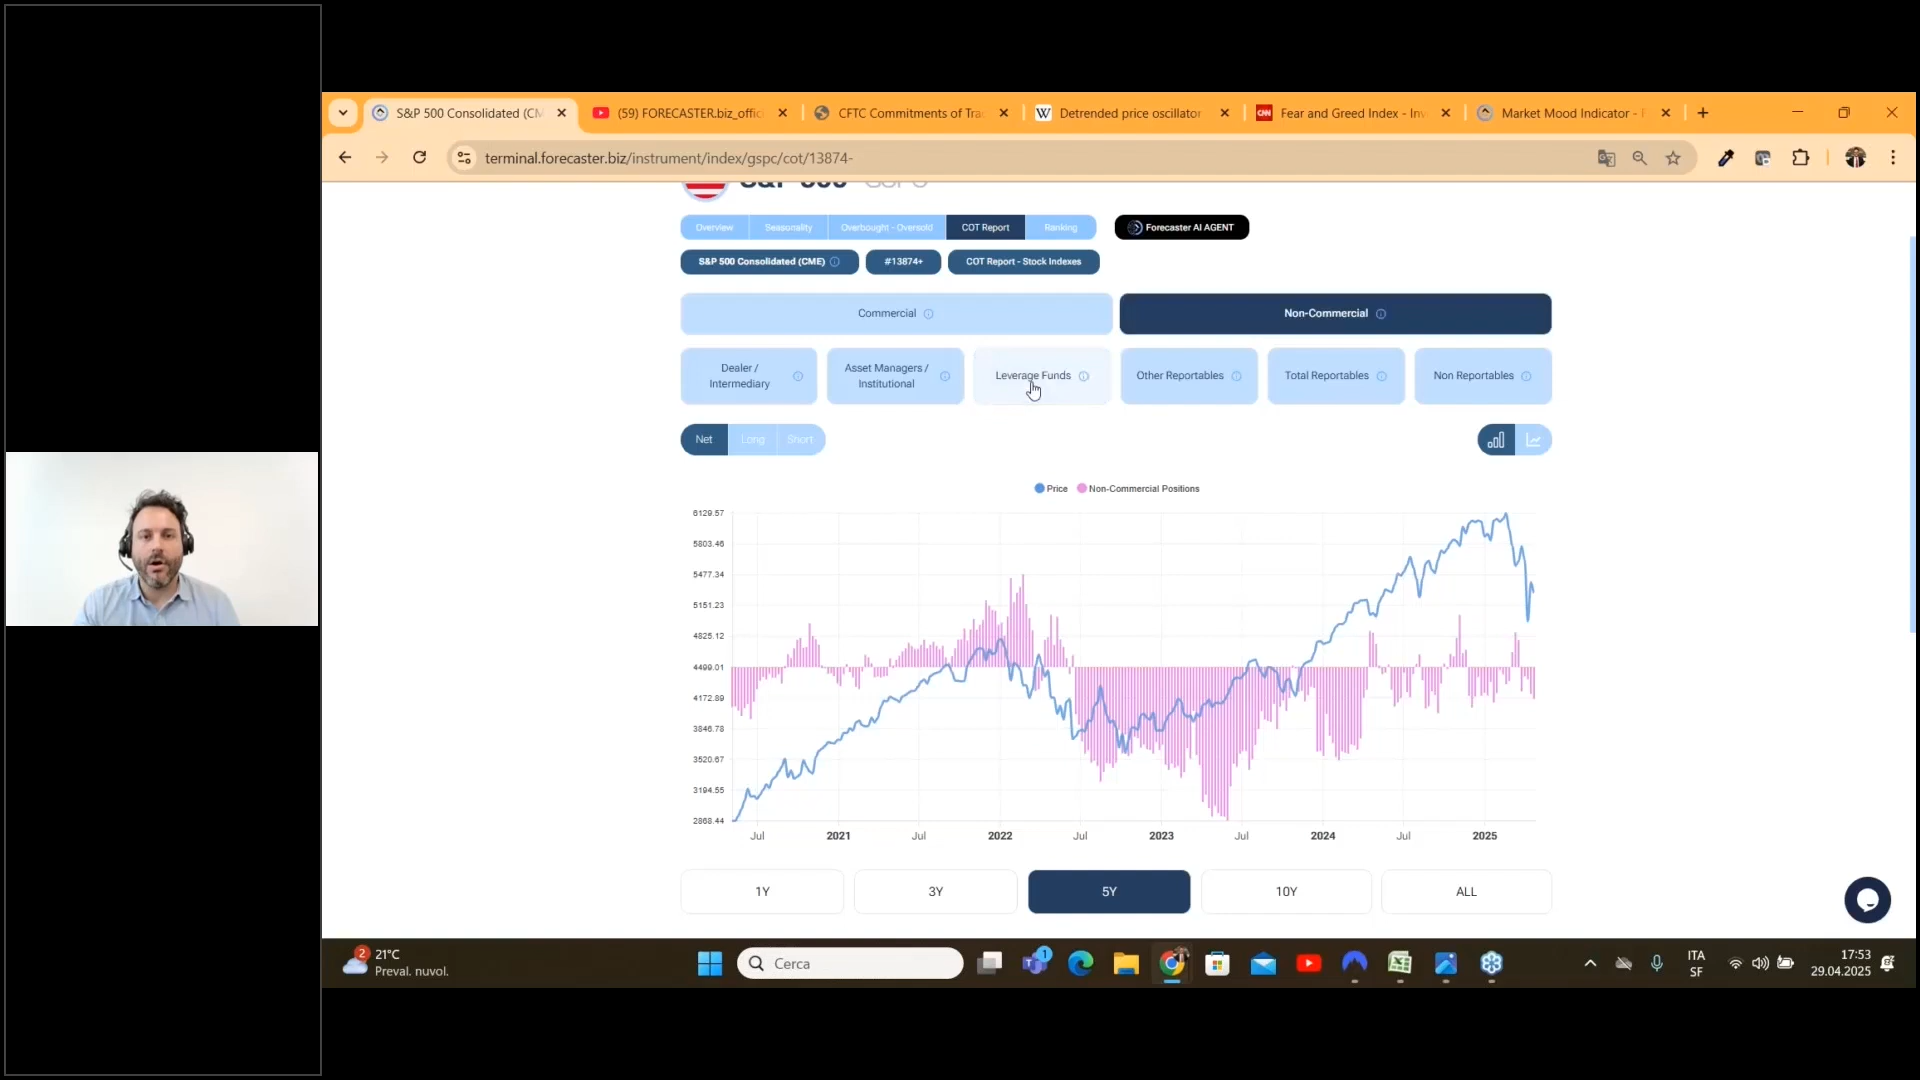 S&P 500 Consolidated (CM
(59) FORECASTER.biz_offic
CFTC Commitments of Tra
W Detrended price oscillator
CNN Fear and Greed Index - Inv
Market Mood Indicator -
terminal.forecaster.biz/instrument/index/gspc/cot/13874-
S&P 500 GSPC
Overview
Seasonality
Overbought - Oversold
COT Report
Ranking
Forecaster AI AGENT
S&P 500 Consolidated (CME)
#13874+
COT Report - Stock Indexes
Commercial
Non-Commercial
Dealer /
Intermediary
Asset Managers /
Institutional
Leverage Funds
Other Reportables
Total Reportables
Non Reportables
Net
Long
Short
Price
Non-Commercial Positions
6129.57
5803.46
5477.34
5151.23
4825.12
4499.01
4172.89
3846.78
3520.67
3194.55
2868.44
Jul
2021
Jul
2022
Jul
2023
Jul
2024
Jul
2025
1Y
3Y
5Y
10Y
ALL
2
21°C
Preval. nuvol.
Cerca
1
ITA
SF
17:53
29.04.2025